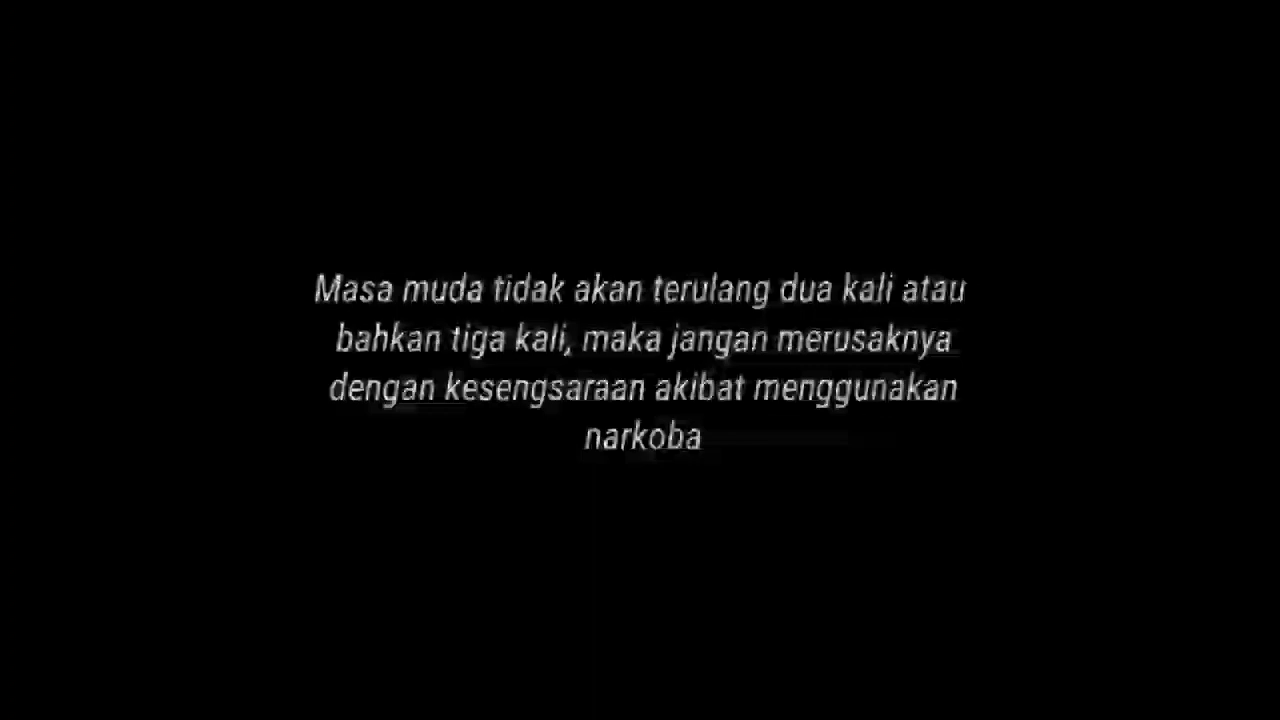 Masa muda tidak akan terulang dua kali atau
bahkan tiga kali, maka jangan merusaknya
dengan kesengsaraan akibat menggunakan
narkoba